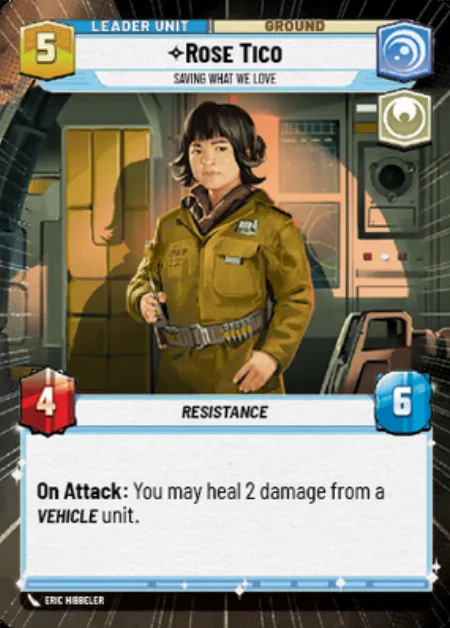 LEADER UNIT
GROUND
5
ROSE TICO
SAVING WHAT WE LOVE
4
RESISTANCE
6
On Attack: You may heal 2 damage from a
VEHICLE unit.
ERIC HIBBELER